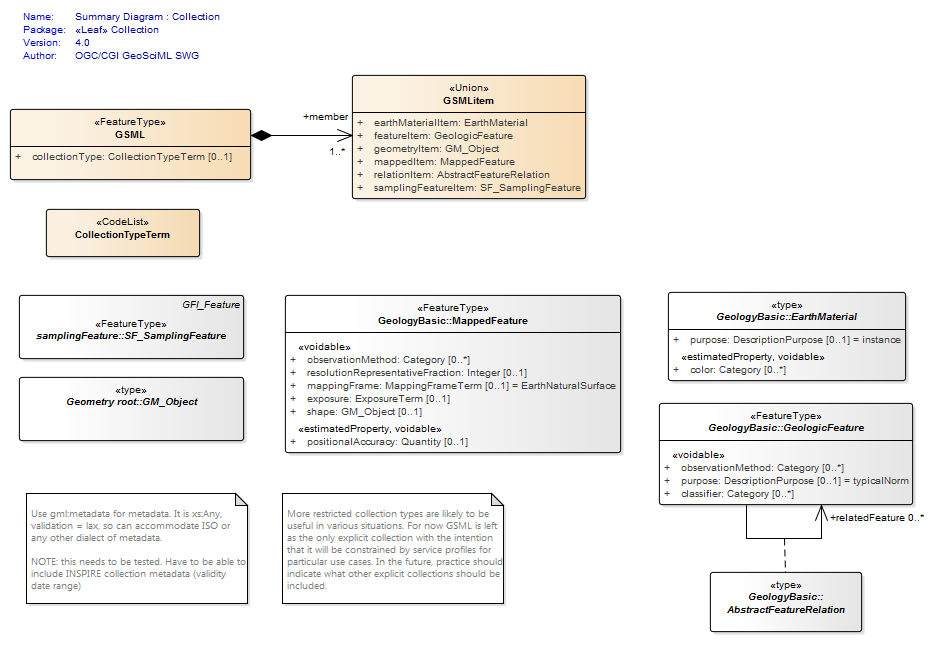 Name: Summary Diagram : Collection
Package: «Leaf» Collection
Version: 4.0
Author: OGC/CGI GeoSciML SWG
«FeatureType»
GSML
+ collectionType: CollectionTypeTerm [0..1]
+member
1..*
«Union»
GSMLitem
+ earthMaterialItem: EarthMaterial
+ featureItem: GeologicFeature
+ geometryItem: GM_Object
+ mappedItem: MappedFeature
+ relationItem: AbstractFeatureRelation
+ samplingFeatureItem: SF_SamplingFeature
«CodeList»
CollectionTypeTerm
GFI_Feature
«FeatureType»
samplingFeature::SF_SamplingFeature
«type»
Geometry root::GM_Object
«FeatureType»
GeologyBasic::MappedFeature
«voidable»
+ observationMethod: Category [0..*]
+ resolutionRepresentativeFraction: Integer [0..1]
+ mappingFrame: MappingFrameTerm [0..1] = EarthNaturalSurface
+ exposure: ExposureTerm [0..1]
+ shape: GM_Object [0..1]
«estimatedProperty, voidable»
+ positionalAccuracy: Quantity [0..1]
«type»
GeologyBasic::EarthMaterial
+ purpose: DescriptionPurpose [0..1] = instance
«estimatedProperty, voidable»
+ color: Category [0..*]
«FeatureType»
GeologyBasic::GeologicFeature
«voidable»
+ observationMethod: Category [0..*]
+ purpose: DescriptionPurpose [0..1] = typicalNorm
+ classifier: Category [0..*]
+relatedFeature 0..*
«type»
GeologyBasic::
AbstractFeatureRelation
Use gml:metadata for metadata. It is xs:Any,
validation = lax, so can accommodate ISO or
any other dialect of metadata.
NOTE: this needs to be tested. Have to be able to
include INSPIRE collection metadata (validity
date range)
More restricted collection types are likely to be
useful in various situations. For now GSML is left
as the only explicit collection with the intention
that it will be constrained by service profiles for
particular use cases. In the future, practice should
indicate what other explicit collections should be
included.